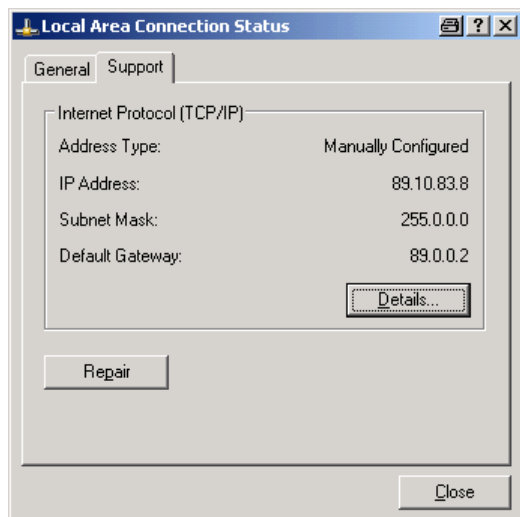 Local Area Connection Status
General Support
Internet Protocol (TCP/IP)
Address Type: Manually Configured
IP Address: 89.10.83.8
Subnet Mask: 255.0.0.0
Default Gateway: 89.0.0.2
Details...
Repair
Close